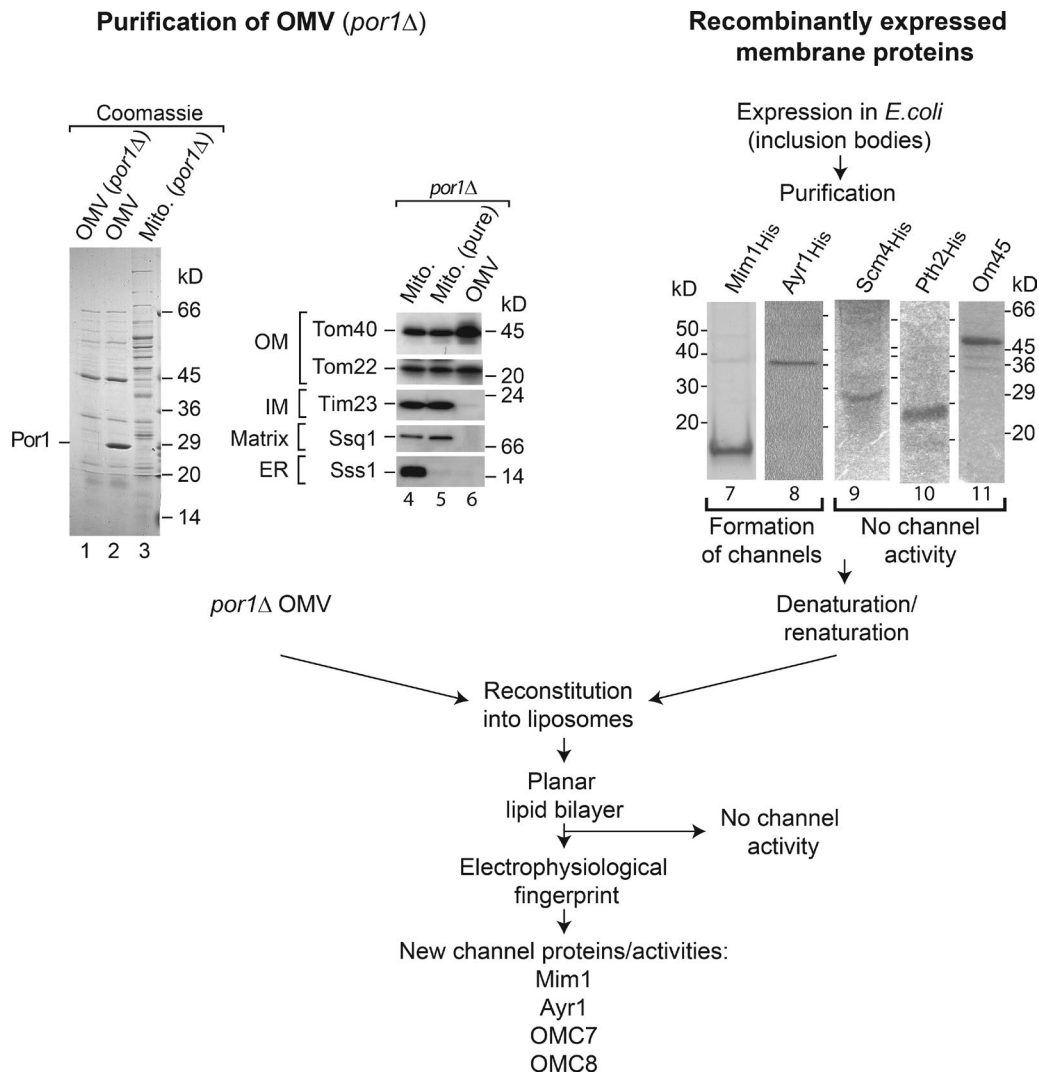 Purification of OMV (por1Δ)
Coomassie
OMV (por1Δ)
OMV
Mito. (por1Δ)
kD
66
45
36
29
20
14
Por1
1 2 3
por1Δ
Mito.
Mito. (pure)
OMV
kD
OM
Tom40
45
Tom22
20
IM
Tim23
24
Matrix
Ssq1
66
ER
Sss1
14
4 5 6
Recombinantly expressed
membrane proteins
Expression in E.coli
(inclusion bodies)
Purification
Mim1His
Ayr1His
Scm4His
Pth2His
Om45
kD
50
40
30
20
kD
66
45
36
29
20
7 8 9 10 11
Formation
of channels
No channel
activity
Denaturation/
renaturation
por1Δ OMV
Reconstitution
into liposomes
Planar
lipid bilayer
No channel
activity
Electrophysiological
fingerprint
New channel proteins/activities:
Mim1
Ayr1
OMC7
OMC8